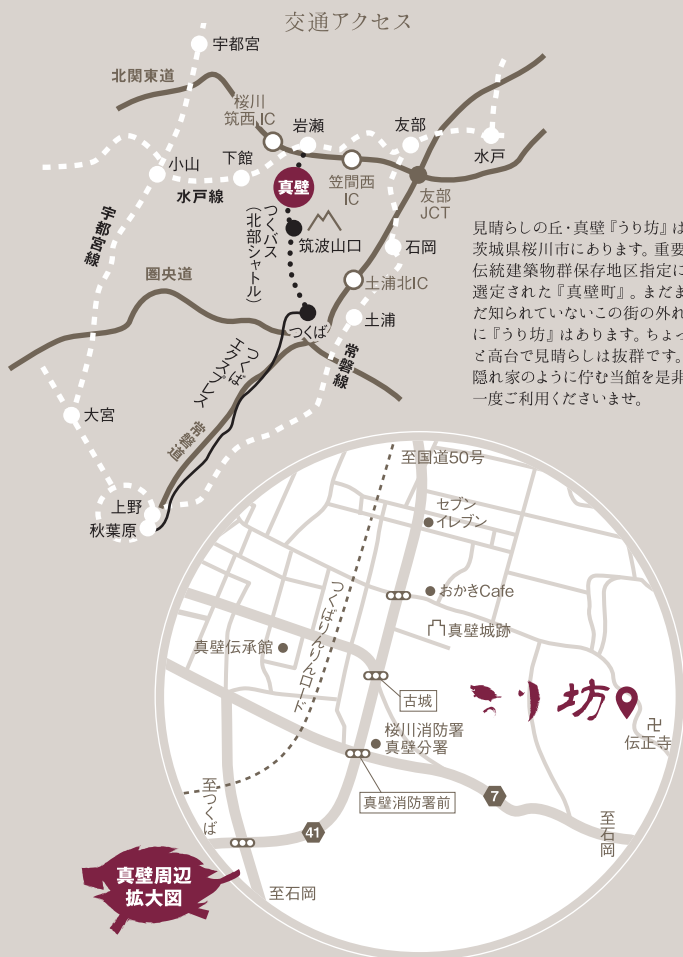 交通アクセス
宇都宮
北関東道
桜川
筑西IC
岩瀬
友部
水戸
小山
下館
真壁
笠間西
IC
友部
JCT
水戸線
宇都宮線
つくバス
(北部シャトル)
筑波山口
石岡
圏央道
土浦北IC
つくば
土浦
つくば
エクスプレス
常磐線
大宮
常磐道
上野
秋葉原
見晴らしの丘・真壁『うり坊』は
茨城県桜川市にあります。重要
伝統建築物群保存地区指定に
選定された『真壁町』。まだま
だ知られていないこの街の外れ
に『うり坊』はあります。ちょっ
と高台で見晴らしは抜群です。
隠れ家のように佇む当館を是非
一度ご利用くださいませ。
至国道50号
セブン
イレブン
おかきCafe
つくばりんりんロード
真壁城跡
真壁伝承館
古城
うり坊
卍
伝正寺
桜川消防署
真壁分署
真壁消防署前
7
至つくば
41
至石岡
至石岡
真壁周辺
拡大図